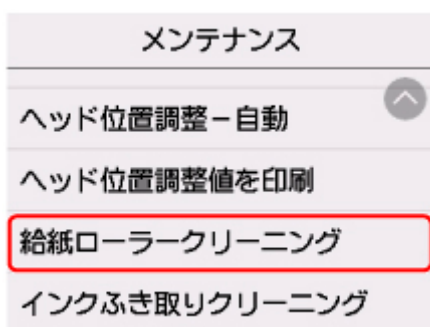 メンテナンス
ヘッド位置調整－自動
ヘッド位置調整値を印刷
給紙ローラークリーニング
インクふき取りクリーニング